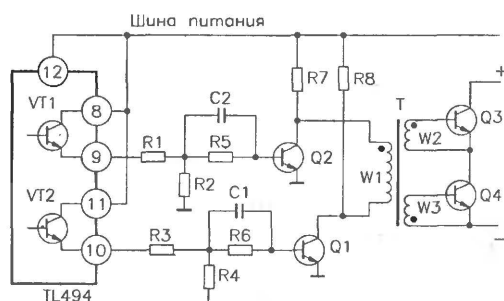 Шина питания
12
VT1
8
9
VT2
11
10
TL494
R1
C2
R5
R2
R3
C1
R6
R4
R7
R8
Q2
Q1
W1
T
W2
W3
Q3
Q4
+
−